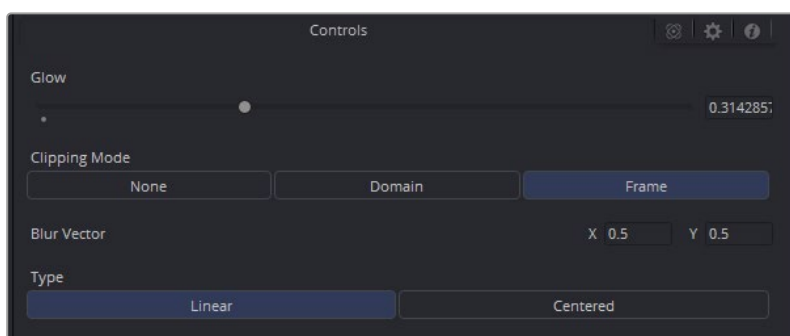 Controls
Glow
0.3142857
Clipping Mode
None Domain Frame
Blur Vector X 0.5 Y 0.5
Type
Linear Centered